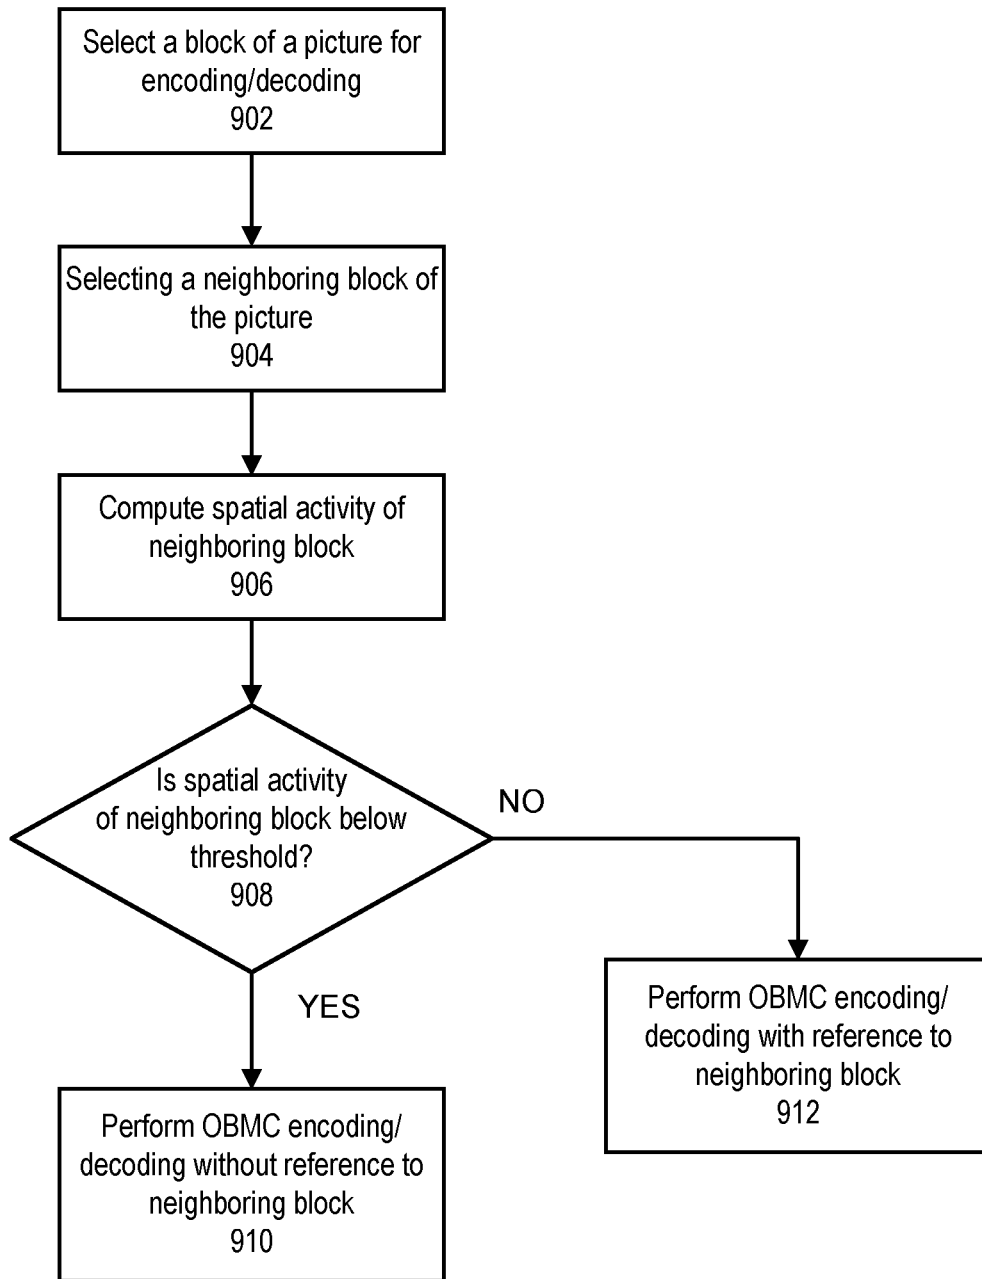 Select a block of a picture for
encoding/decoding
902
Selecting a neighboring block of
the picture
904
Compute spatial activity of
neighboring block
906
Is spatial activity
of neighboring block below
threshold?
908
NO
YES
Perform OBMC encoding/
decoding with reference to
neighboring block
912
Perform OBMC encoding/
decoding without reference to
neighboring block
910